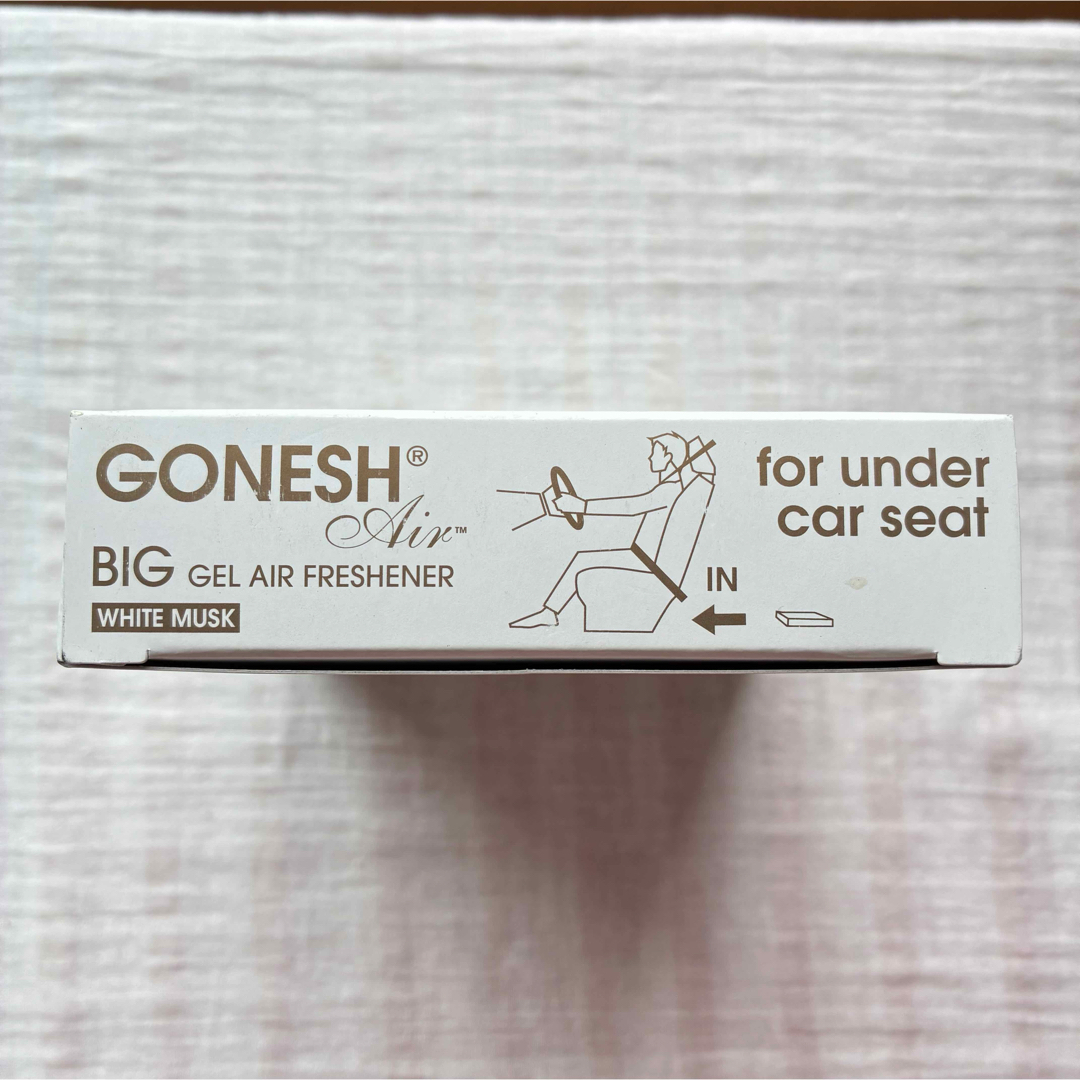 GONESH®
Air™
BIG GEL AIR FRESHENER
WHITE MUSK
IN
for under
car seat